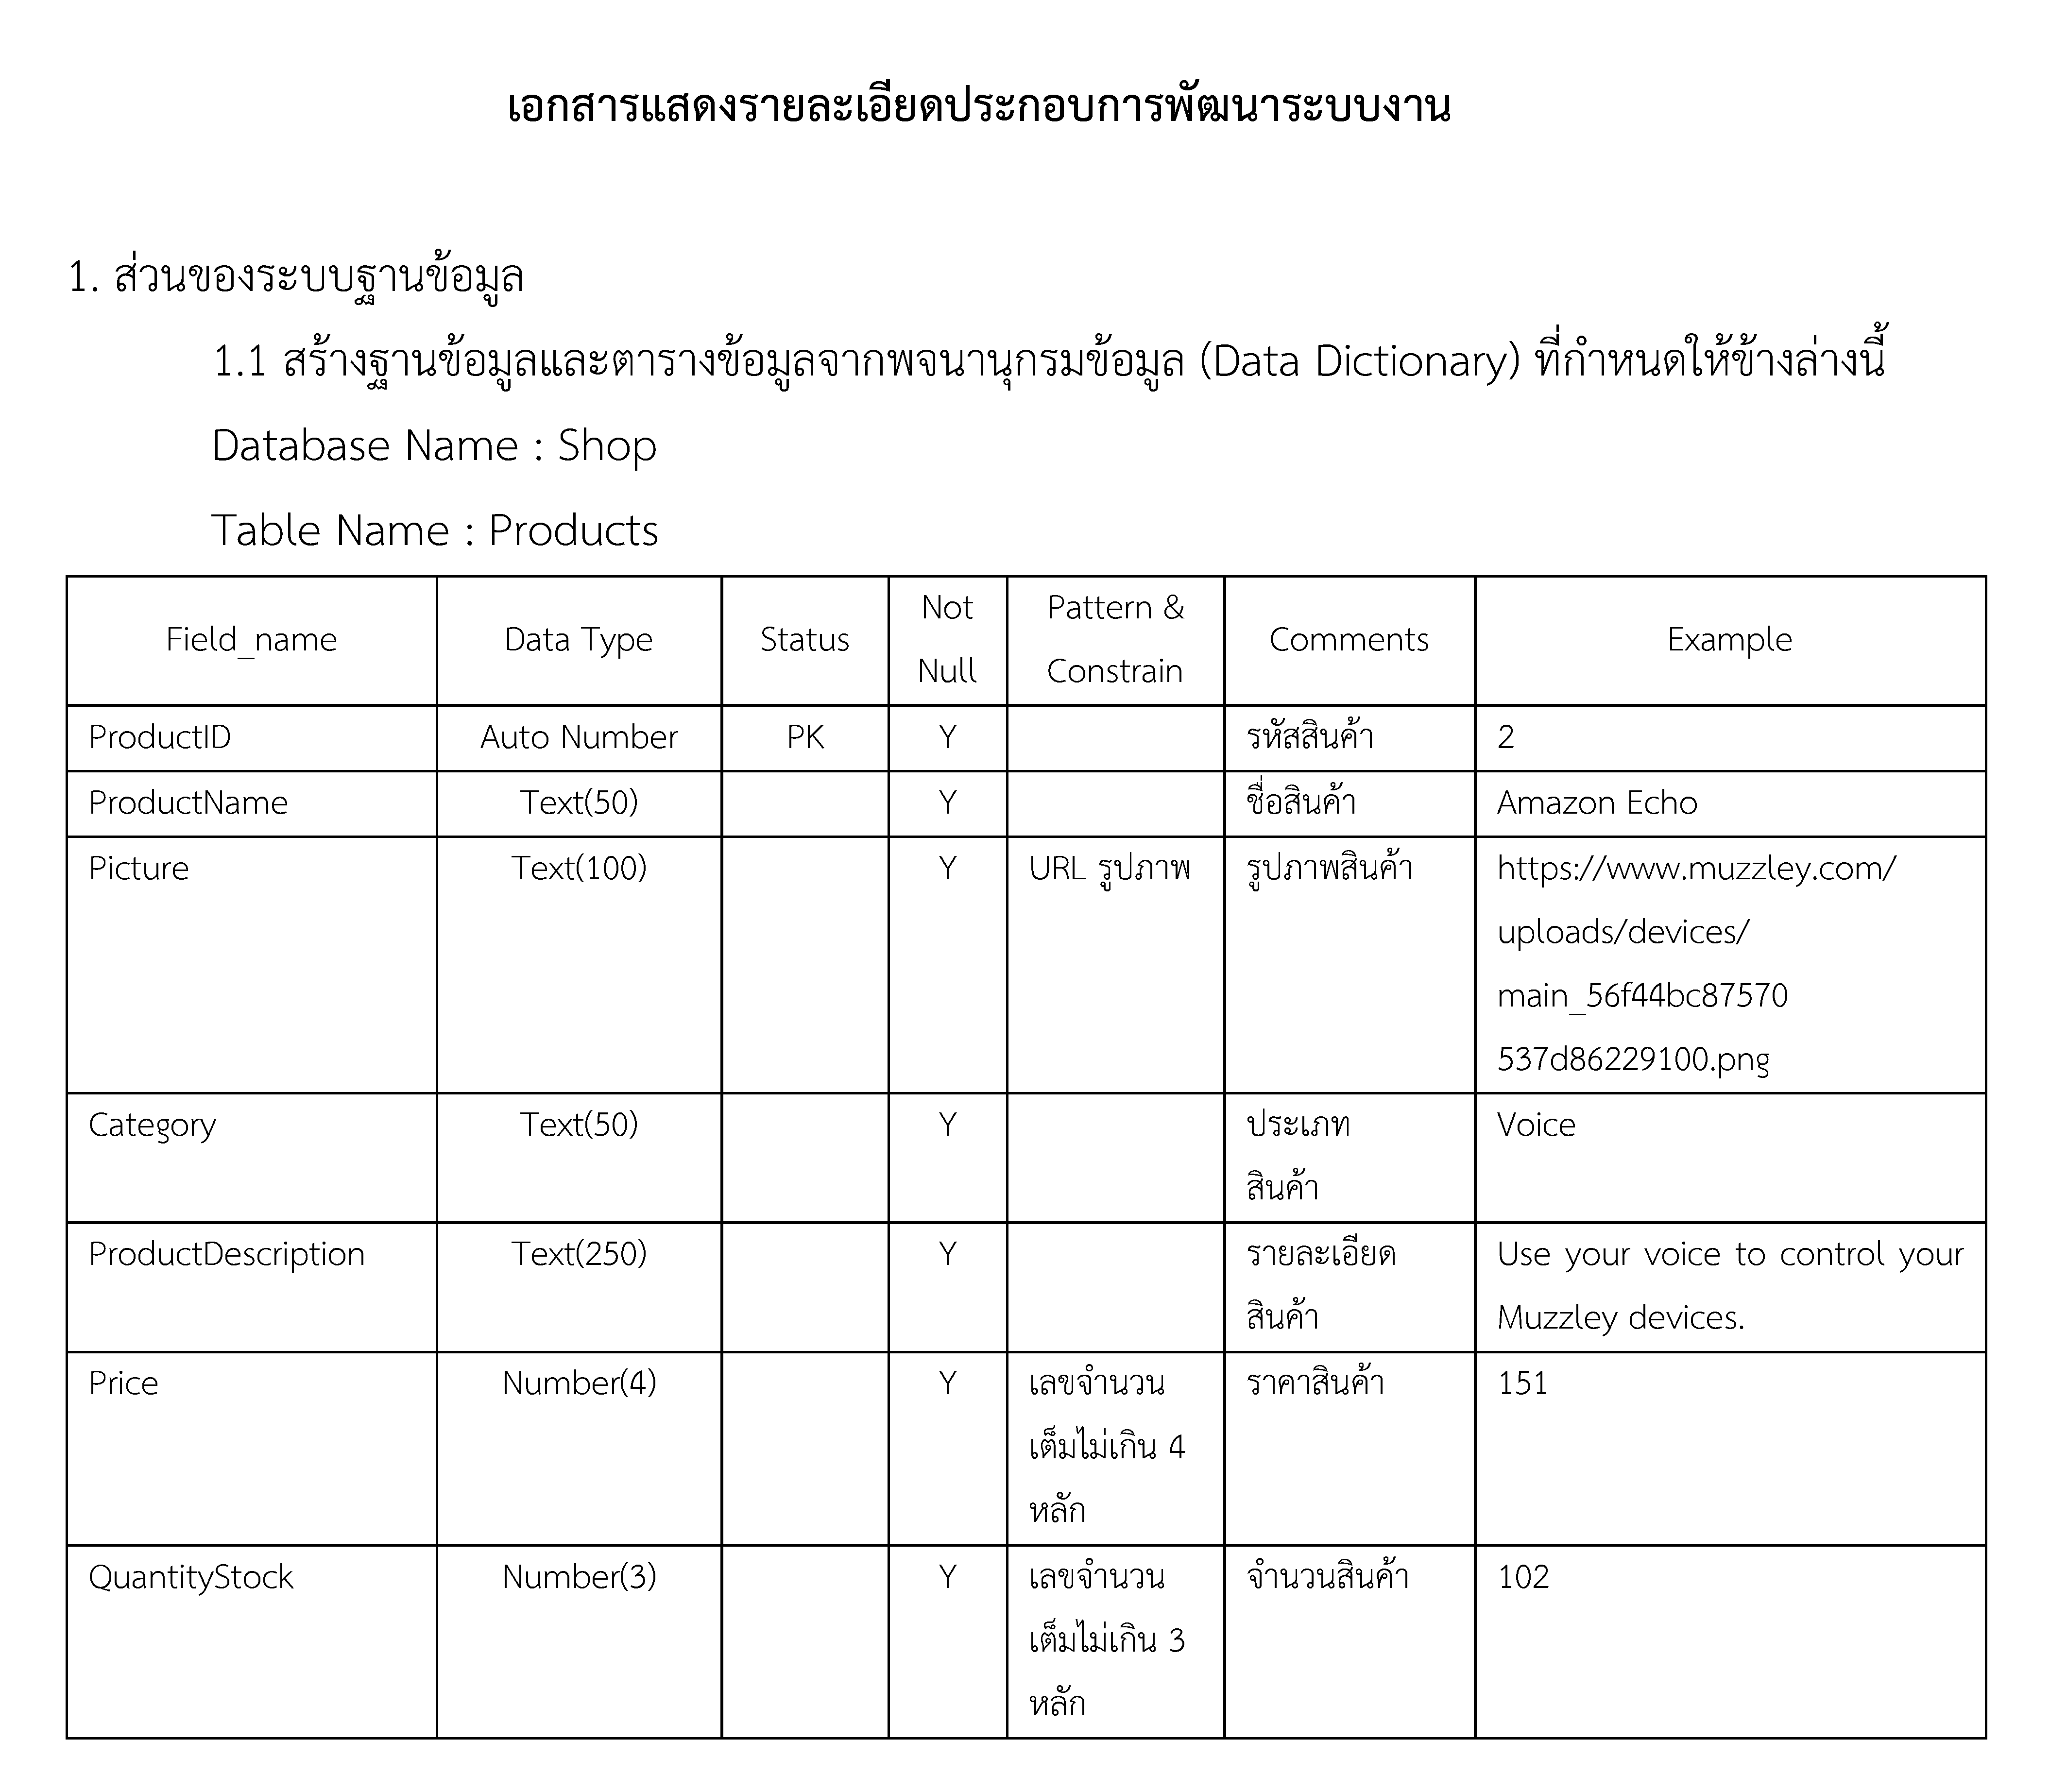 เอกสารแสดงรายละเอียดประกอบการพัฒนาระบบงาน
1. ส่วนของระบบฐานข้อมูล
1.1 สร้างฐานข้อมูลและตารางข้อมูลจากพจนานุกรมข้อมูล (Data Dictionary) ที่กำหนดให้ข้างล่างนี้
Database Name : Shop
Table Name : Products
Field_name Data Type Status Not Null Pattern & Constrain Comments Example
ProductID Auto Number PK Y รหัสสินค้า 2
ProductName Text(50) Y ชื่อสินค้า Amazon Echo
Picture Text(100) Y URL รูปภาพ รูปภาพสินค้า https://www.muzzley.com/
uploads/devices/
main_56f44bc87570
537d86229100.png
Category Text(50) Y ประเภท Voice
สินค้า
ProductDescription Text(250) Y รายละเอียด Use your voice to control your
สินค้า Muzzley devices.
Price Number(4) Y เลขจำนวน ราคาสินค้า 151
เต็มไม่เกิน 4
หลัก
QuantityStock Number(3) Y เลขจำนวน จำนวนสินค้า 102
เต็มไม่เกิน 3
หลัก